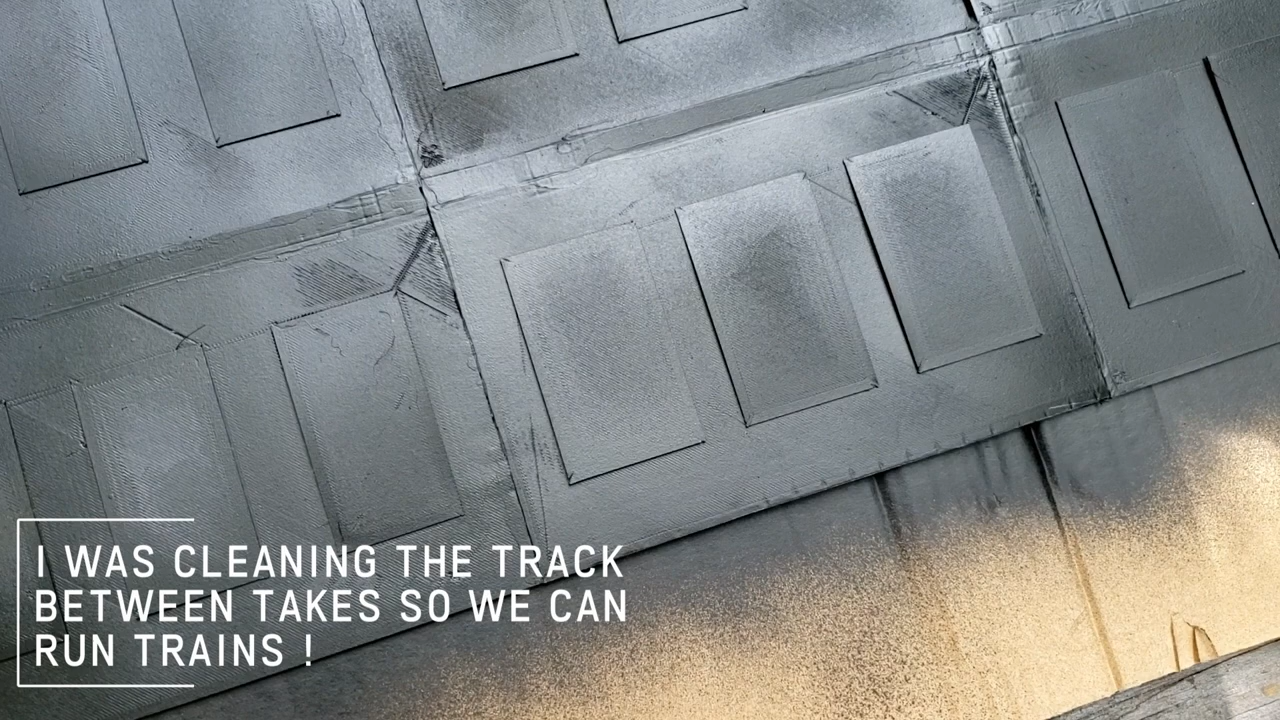 I WAS CLEANING THE TRACK
BETWEEN TAKES SO WE CAN
RUN TRAINS !